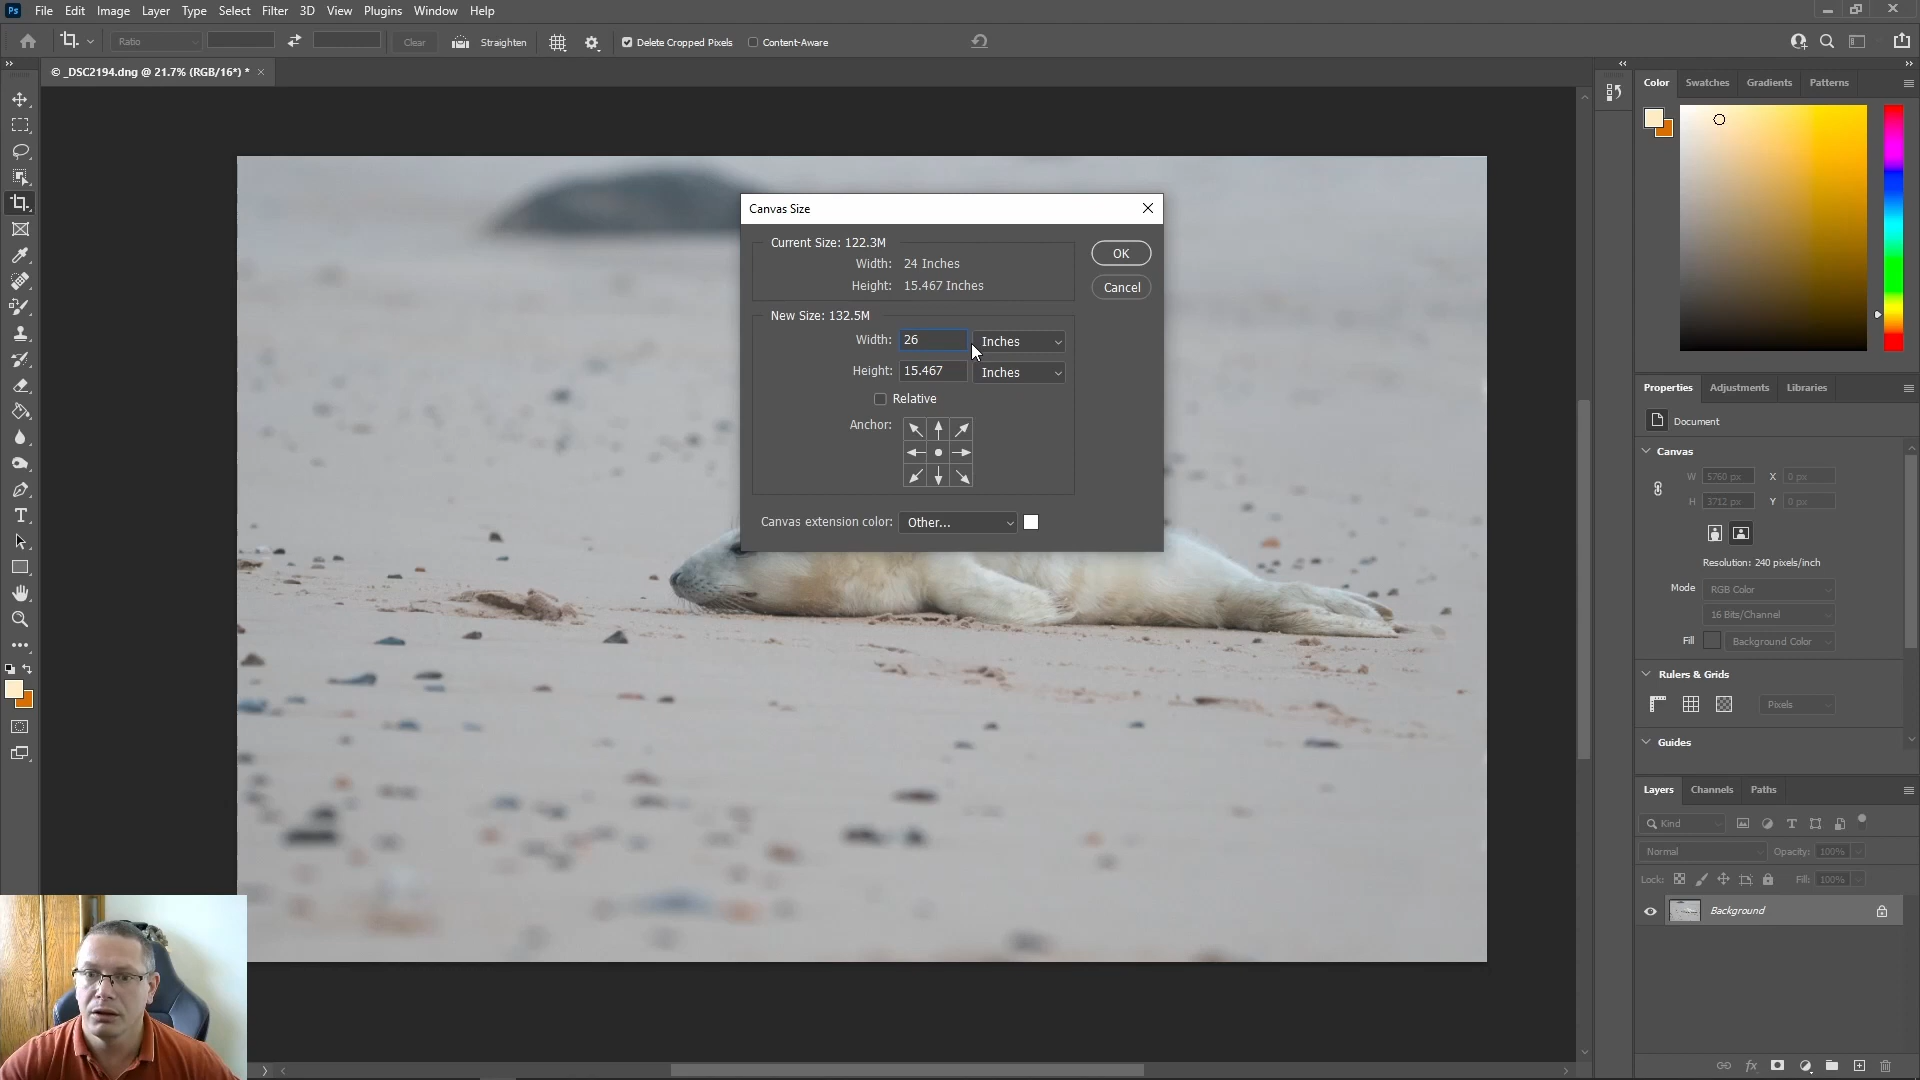 Ps File Edit Image Layer Type Select Filter 3D View Plugins Window Help
Ratio Clear Straighten Delete Cropped Pixels Content-Aware
© _DSC2194.dng @ 21.7% (RGB/16*) * ×
Canvas Size
Current Size: 122.3M
Width: 24 Inches
Height: 15.467 Inches
OK
Cancel
New Size: 132.5M
Width: 26 Inches
Height: 15.467 Inches
Relative
Anchor:
Canvas extension color: Other...
Color Swatches Gradients Patterns
Properties Adjustments Libraries
Document
Canvas
W 5760 px X 0 px
H 3712 px Y 0 px
Resolution: 240 pixels/inch
Mode RGB Color
16 Bits/Channel
Fill Background Color
Rulers & Grids
Pixels
Guides
Layers Channels Paths
Kind
Normal Opacity: 100%
Lock: Fill: 100%
Background
fx